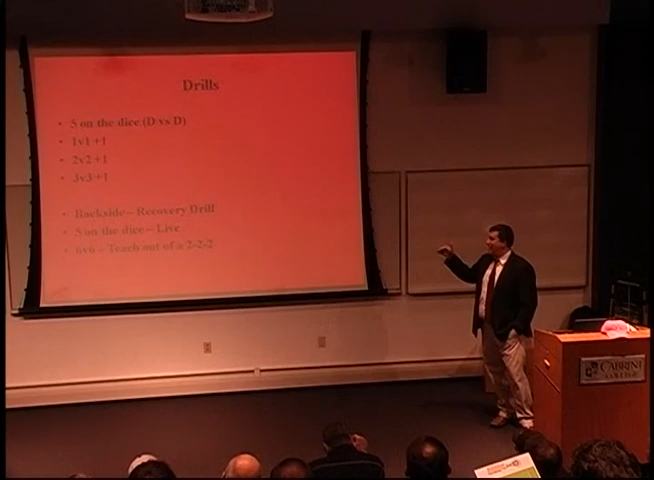 Drills
• 5 on the dice (D vs D)
• 1v1 +1
• 2v2 +1
• 3v3 +1
• Backside – Recovery Drill
• 5 on the dice – Live
• 6v6 – Teach out of a 2-2-2
CABRINI
COLLEGE